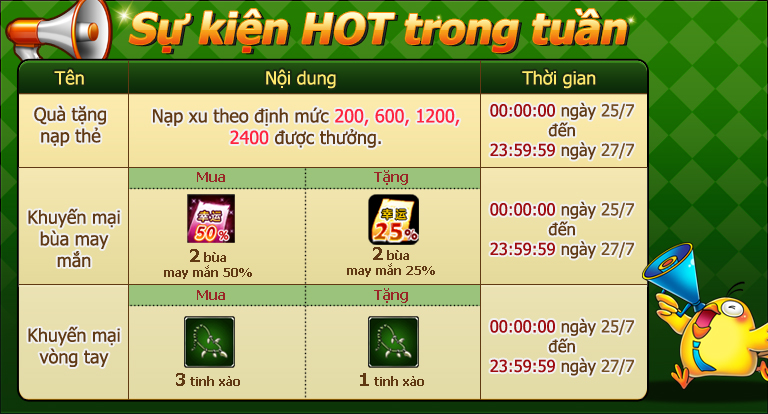 Sự kiện HOT trong tuần
Tên
Nội dung
Thời gian
Quà tặng
nạp thẻ
Nạp xu theo định mức 200, 600, 1200,
2400 được thưởng.
00:00:00 ngày 25/7
đến
23:59:59 ngày 27/7
Khuyến mại
bùa may
mắn
Mua
幸运
50%
2 bùa
may mắn 50%
Tặng
幸运
25%
2 bùa
may mắn 25%
00:00:00 ngày 25/7
đến
23:59:59 ngày 27/7
Khuyến mại
vòng tay
Mua
3 tinh xảo
Tặng
1 tinh xảo
00:00:00 ngày 25/7
đến
23:59:59 ngày 27/7